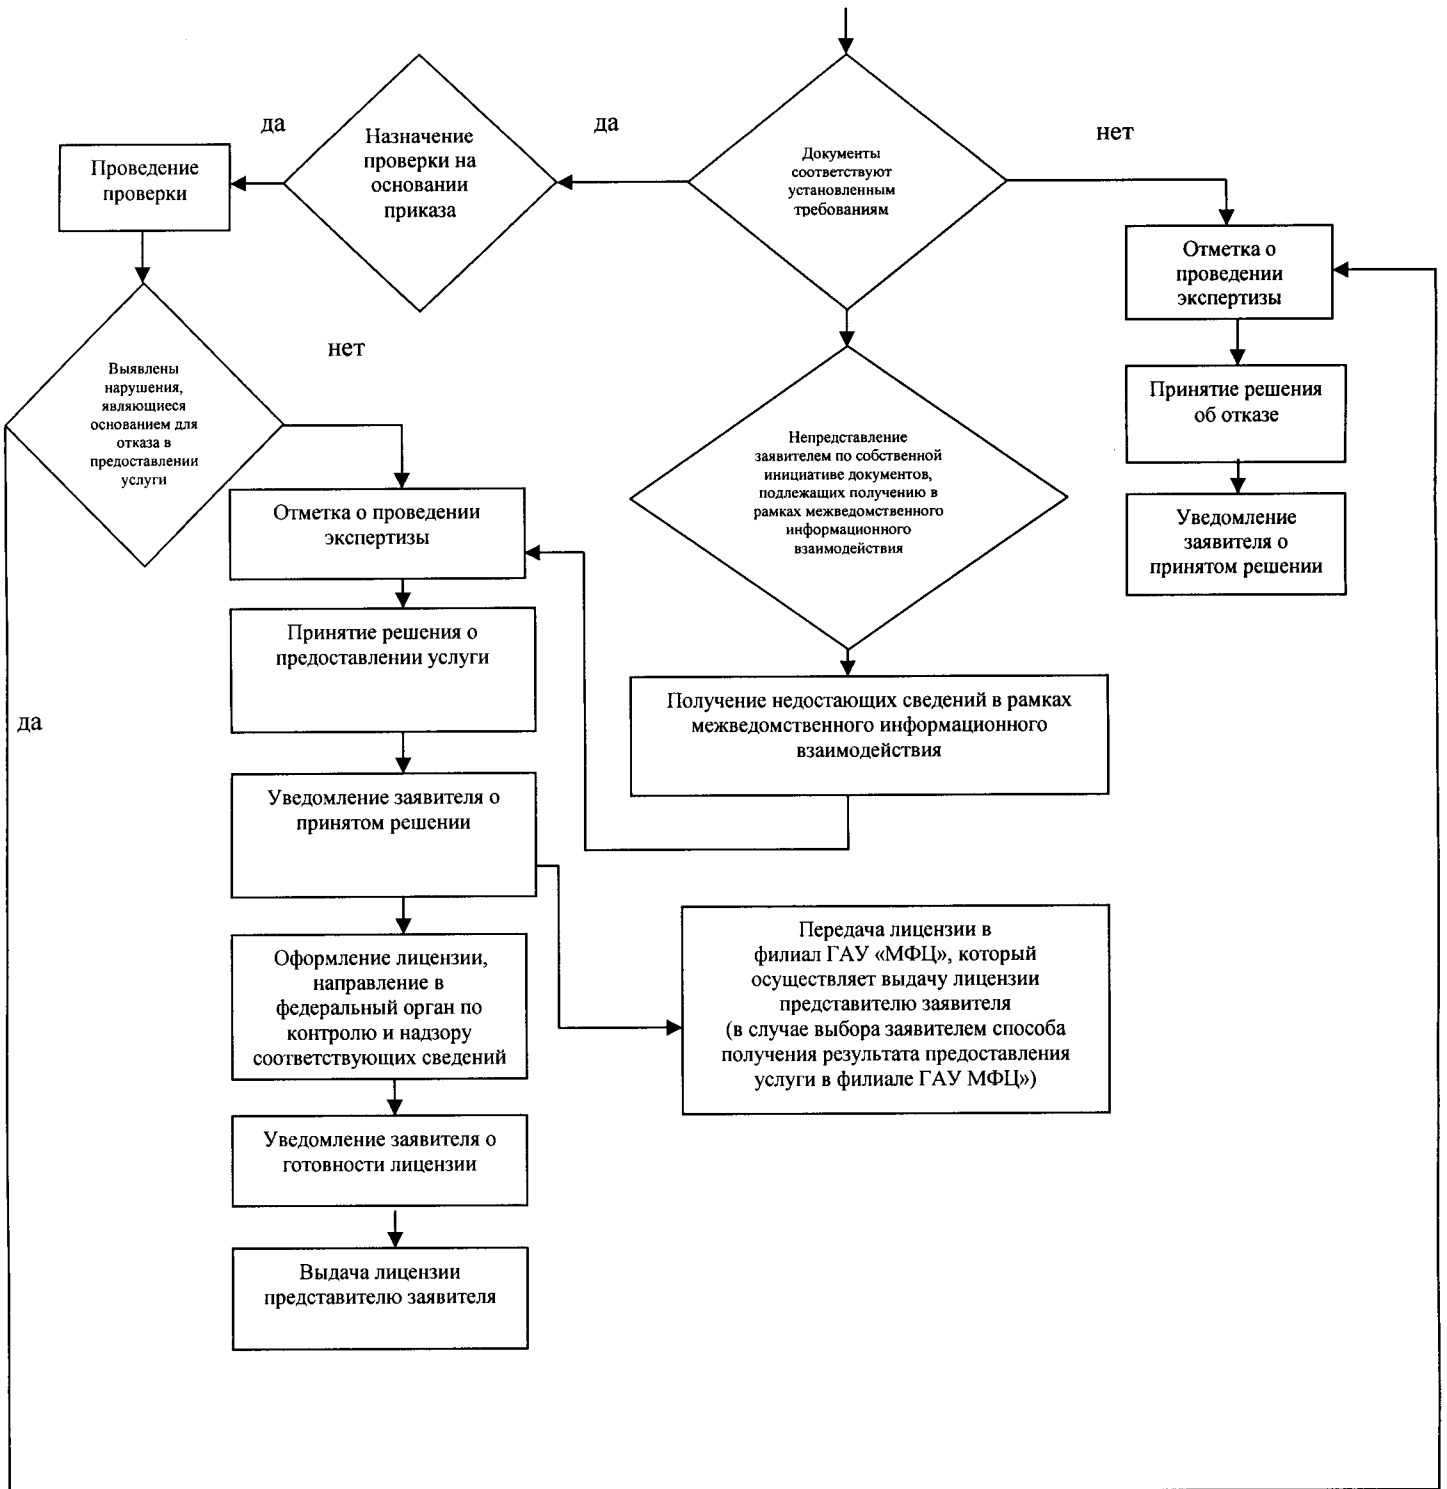 да
да
нет
Назначение
проверки на
основании
приказа
Проведение
проверки
Документы
соответствуют
установленным
требованиям
Отметка о
проведении
экспертизы
нет
Выявлены
нарушения,
являющиеся
основанием для
отказа в
предоставлении
услуги
Принятие решения
об отказе
Непредставление
заявителем по собственной
инициативе документов,
подлежащих получению в
рамках межведомственного
информационного
взаимодействия
Отметка о проведении
экспертизы
Уведомление
заявителя о
принятом решении
Принятие решения о
предоставлении услуги
Получение недостающих сведений в рамках
межведомственного информационного
взаимодействия
да
Уведомление заявителя о
принятом решении
Передача лицензии в
филиал ГАУ «МФЦ», который
осуществляет выдачу лицензии
представителю заявителя
(в случае выбора заявителем способа
получения результата предоставления
услуги в филиале ГАУ МФЦ»)
Оформление лицензии,
направление в
федеральный орган по
контролю и надзору
соответствующих сведений
Уведомление заявителя о
готовности лицензии
Выдача лицензии
представителю заявителя